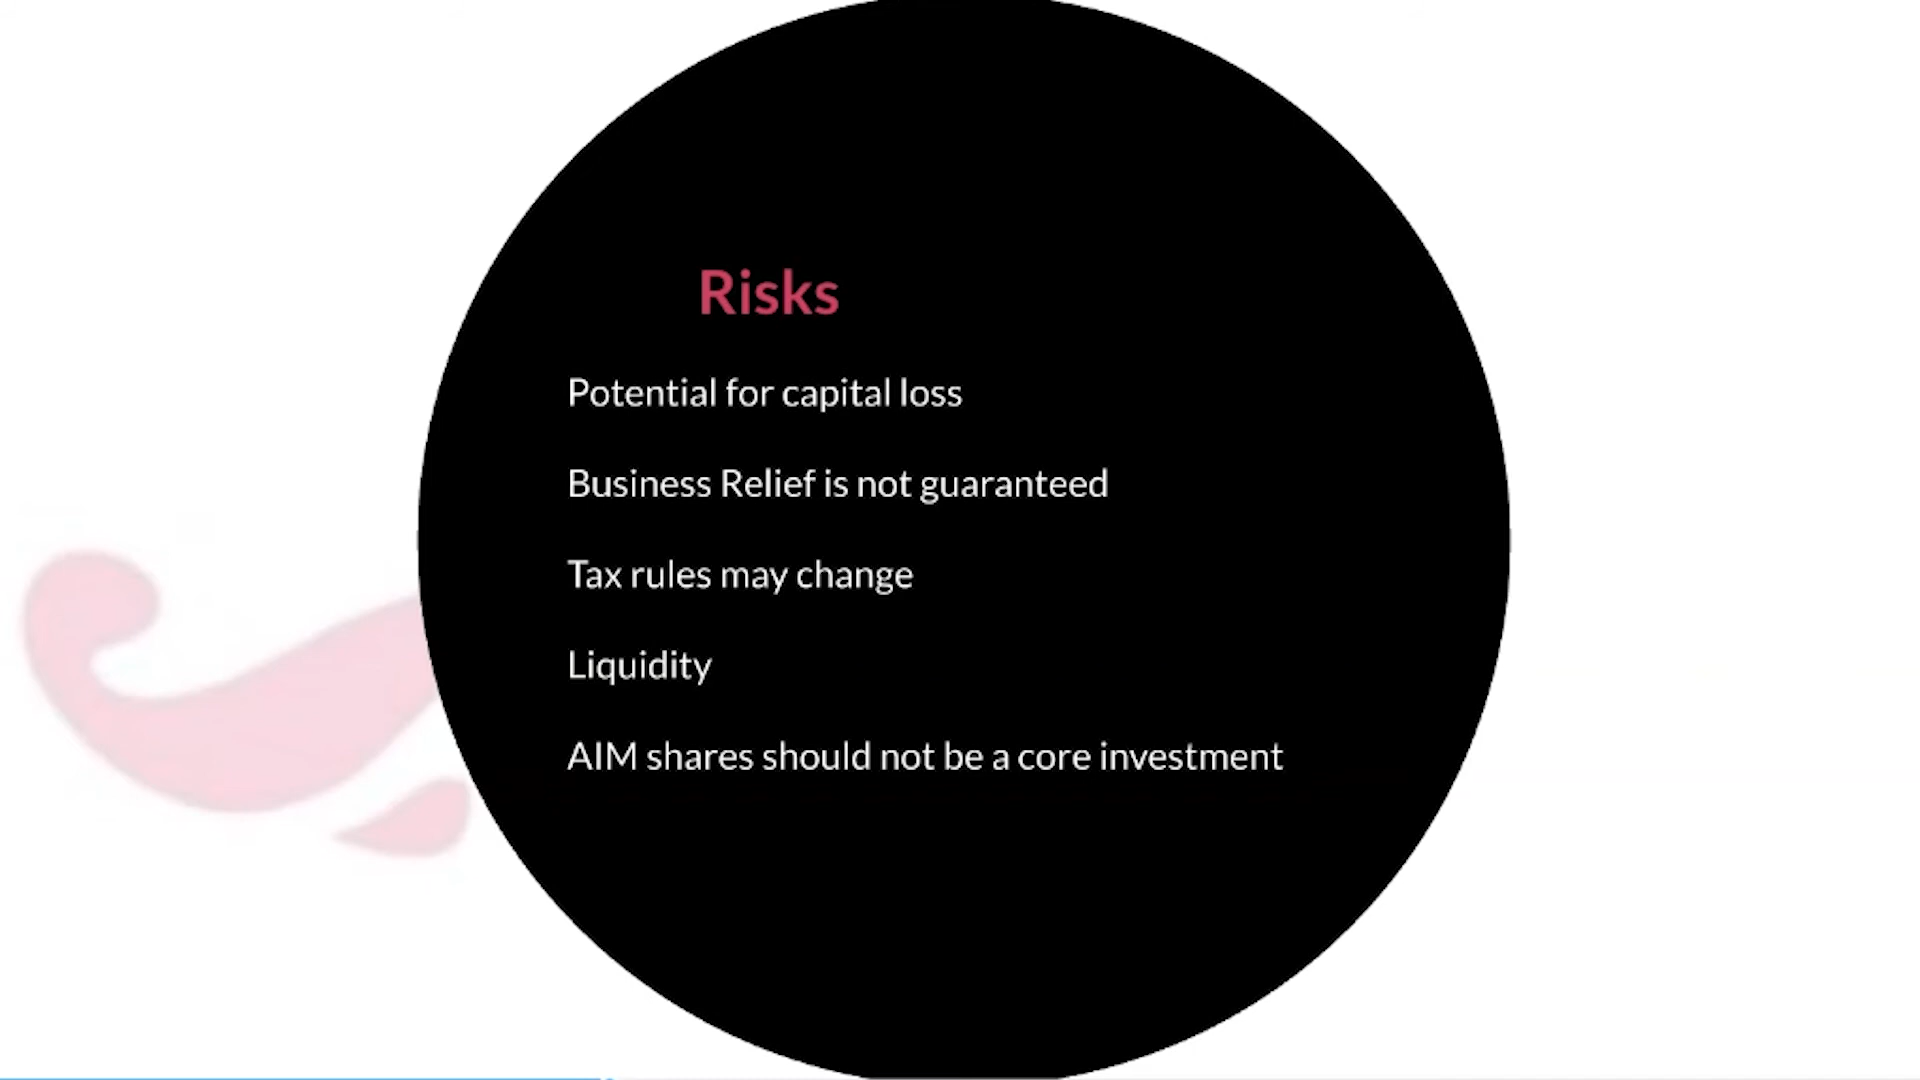 Risks
Potential for capital loss
Business Relief is not guaranteed
Tax rules may change
Liquidity
AIM shares should not be a core investment